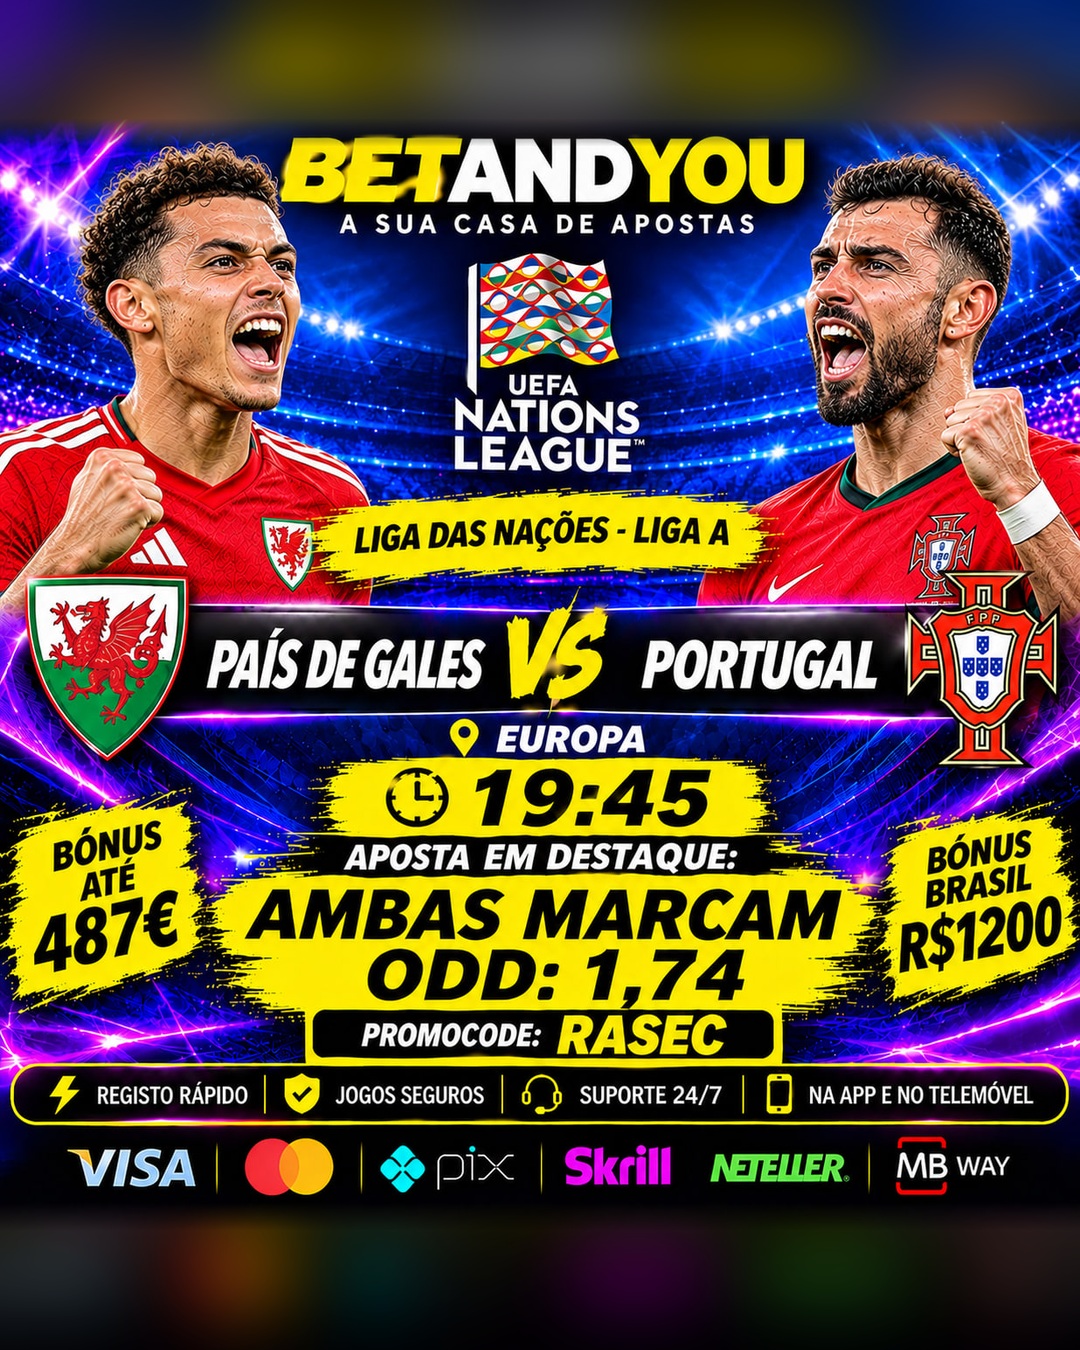 BETANDYOU
A SUA CASA DE APOSTAS
UEFA
NATIONS
LEAGUE™
LIGA DAS NAÇÕES - LIGA A
PAÍS DE GALES VS PORTUGAL
FPP
EUROPA
19:45
APOSTA EM DESTAQUE:
AMBAS MARCAM
ODD: 1,74
BÓNUS
ATÉ
487€
BÓNUS
BRASIL
R$1200
PROMOCODE: RASEC
REGISTO RÁPIDO
JOGOS SEGUROS
SUPORTE 24/7
NA APP E NO TELEMÓVEL
VISA
pix
Skrill
NETELLER
MB WAY